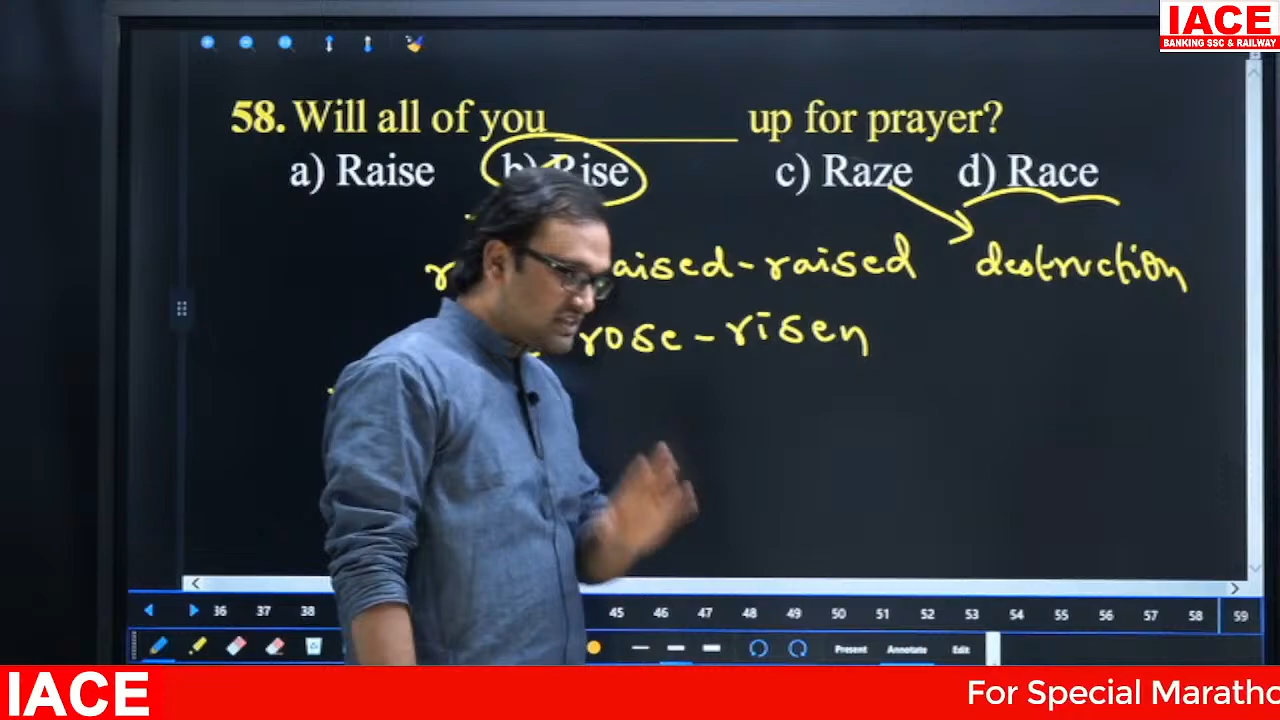 IACE
BANKING SSC & RAILWAY
58. Will all of you ________ up for prayer?
a) Raise b) Rise c) Raze d) Race
aised-raised destruction
rose-risen
36 37 38 45 46 47 48 49 50 51 52 53 54 55 56 57 58 59
Present Annotate Edit
IACE For Special Maratho